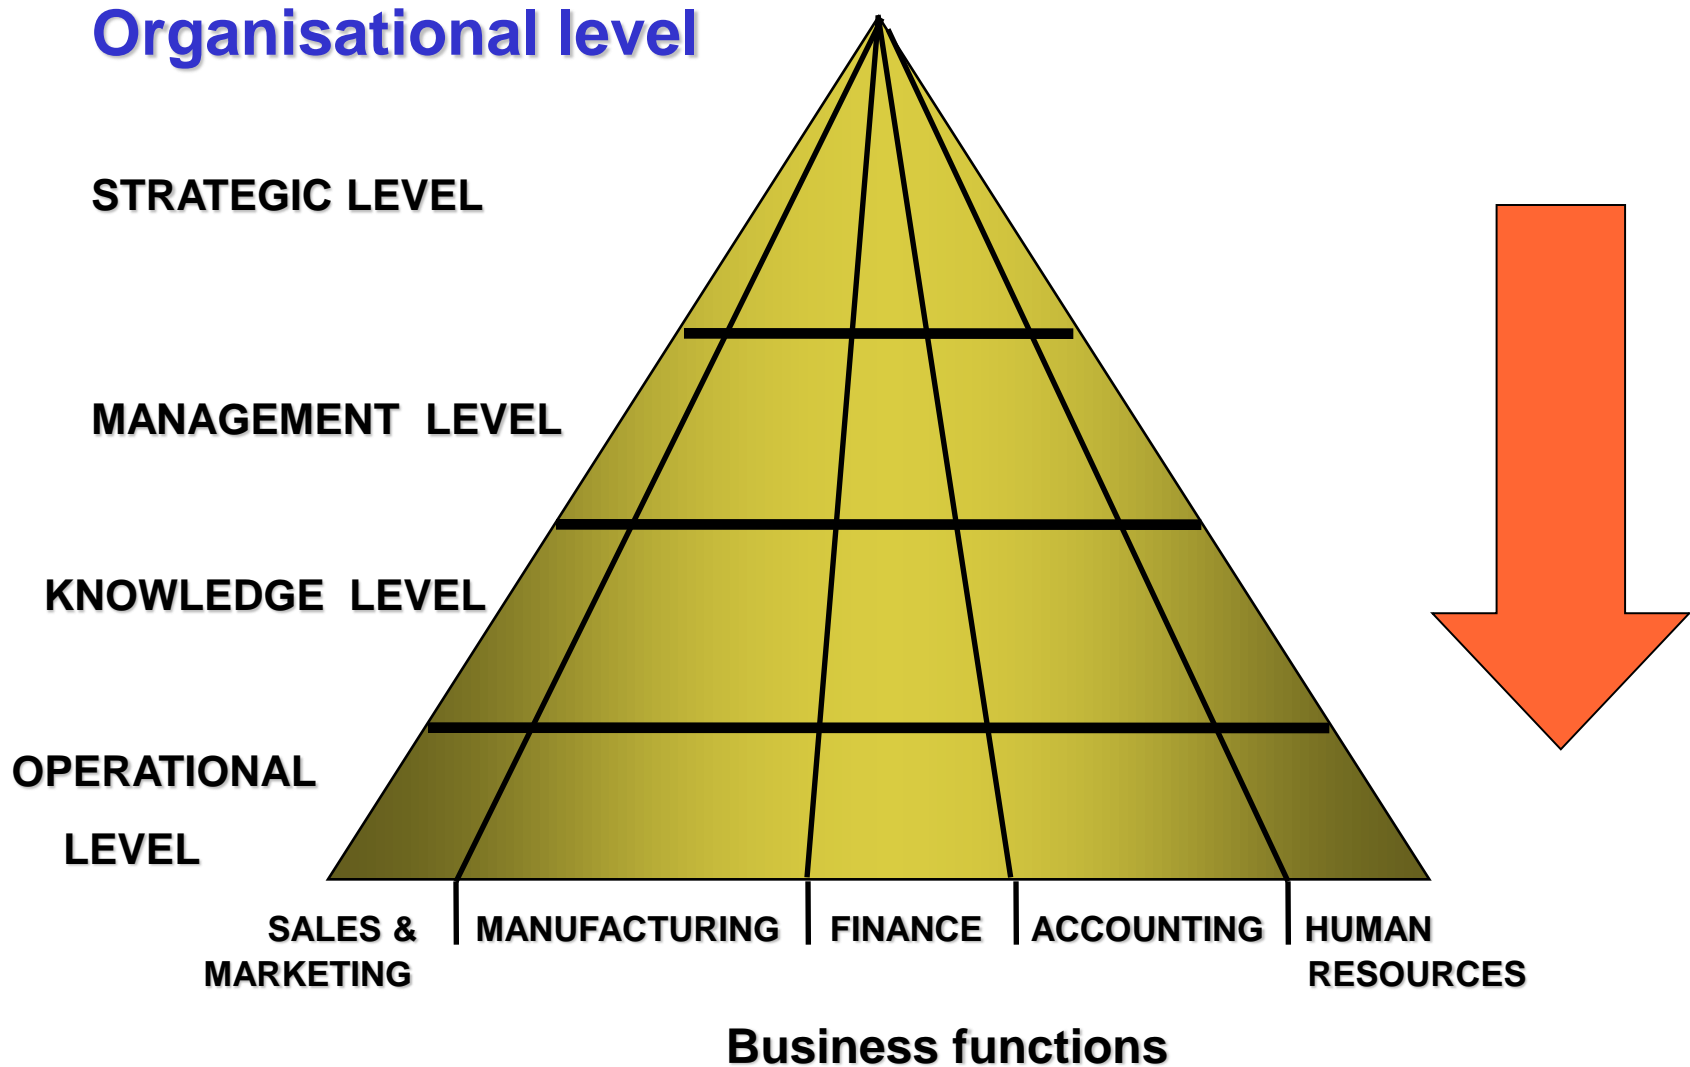 Organisational level
STRATEGIC LEVEL
MANAGEMENT LEVEL
KNOWLEDGE LEVEL
OPERATIONAL
LEVEL
SALES & MANUFACTURING FINANCE ACCOUNTING HUMAN
MARKETING RESOURCES
Business functions